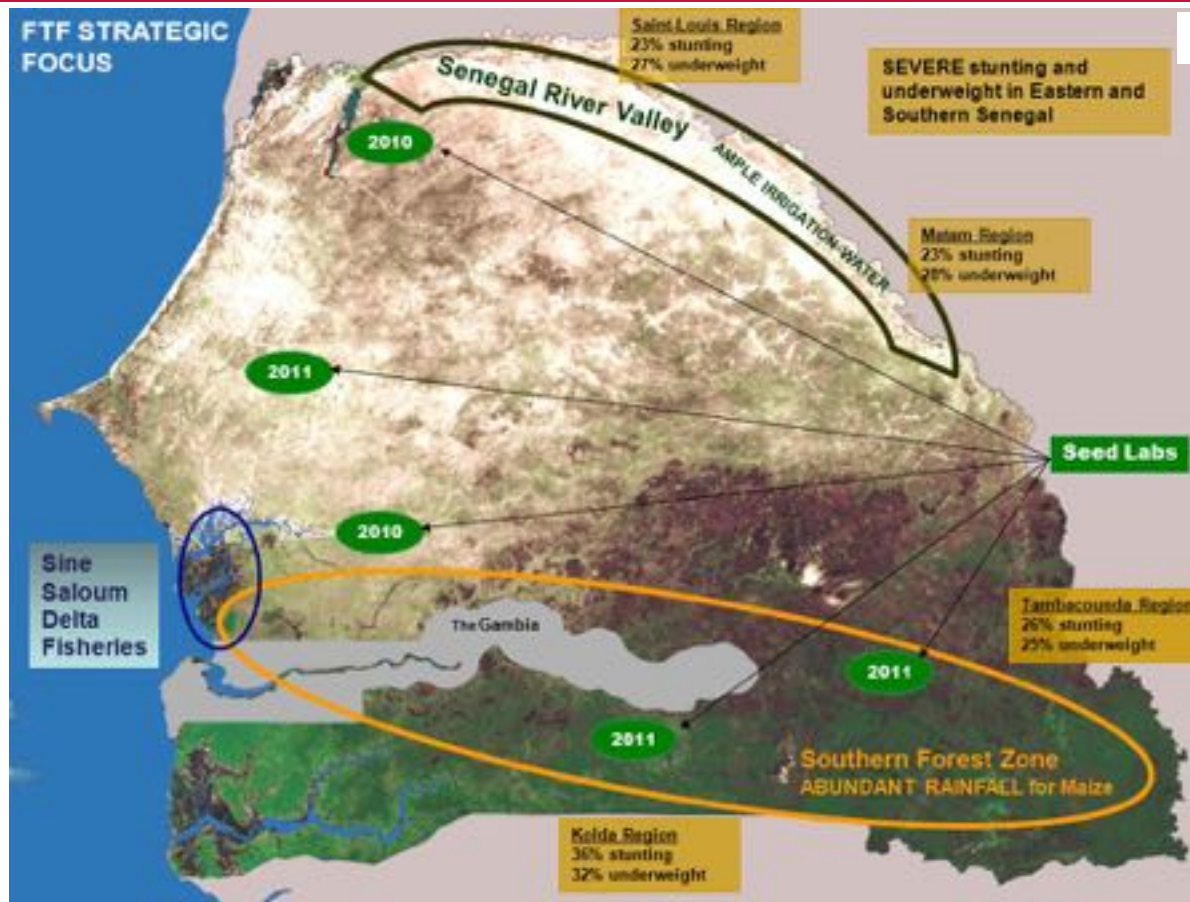 FTF STRATEGIC
FOCUS
Saint-Louis Region
23% stunting
27% underweight
SEVERE stunting and
underweight in Eastern and
Southern Senegal
Senegal River Valley
AMPLE IRRIGATION-WATER
2010
Matam Region
23% stunting
28% underweight
2011
Seed Labs
2010
Sine
Saloum
Delta
Fisheries
The Gambia
Tambacounda Region
26% stunting
25% underweight
2011
2011
Southern Forest Zone
ABUNDANT RAINFALL for Maize
Kolda Region
36% stunting
32% underweight